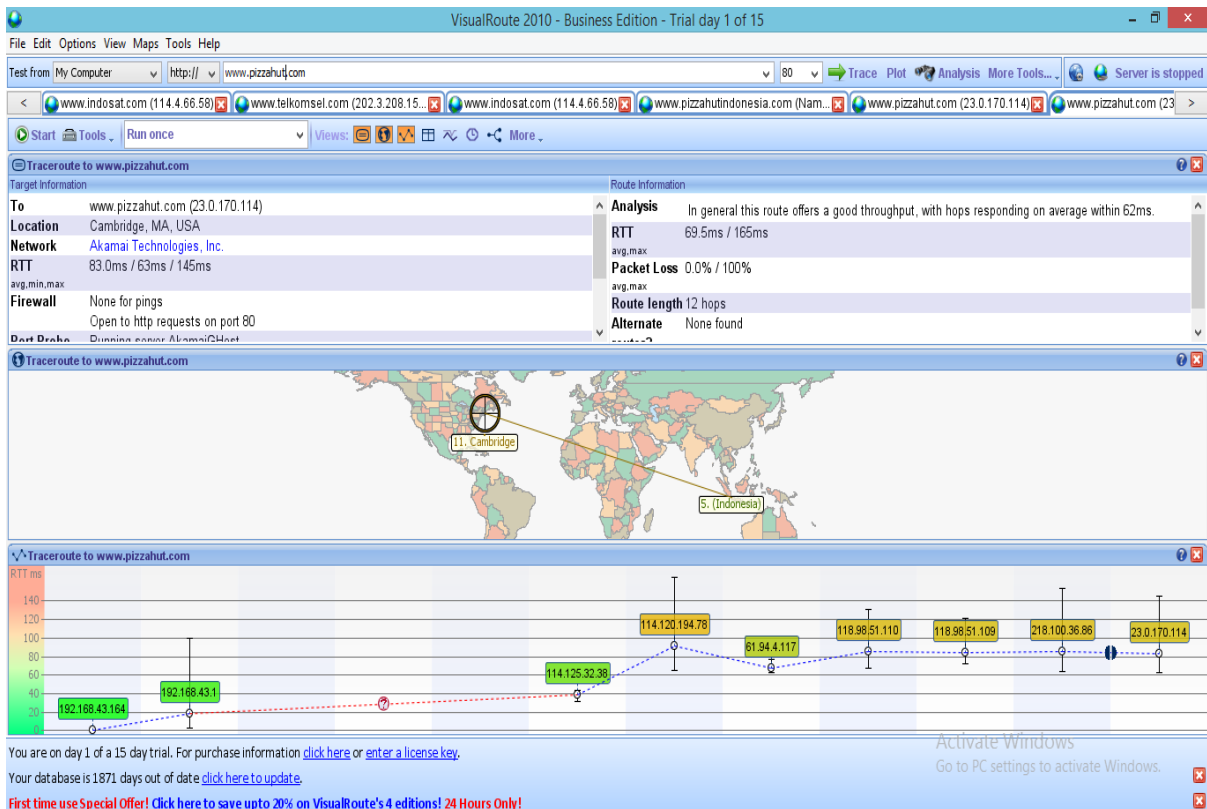 VisualRoute 2010 - Business Edition - Trial day 1 of 15
File Edit Options View Maps Tools Help
Test from My Computer http:// www.pizzahut.com 80 Trace Plot Analysis More Tools... Server is stopped
< www.indosat.com (114.4.66.58) www.telkomsel.com (202.3.208.15... www.indosat.com (114.4.66.58) www.pizzahutindonesia.com (Nam... www.pizzahut.com (23.0.170.114) www.pizzahut.com (23 >
Start Tools Run once Views: More
Traceroute to www.pizzahut.com
Target Information
To www.pizzahut.com (23.0.170.114)
Location Cambridge, MA, USA
Network Akamai Technologies, Inc.
RTT 83.0ms / 63ms / 145ms
avg,min,max
Firewall None for pings
Open to http requests on port 80
Port Probe Running server AkamaiGHost
Route Information
Analysis In general this route offers a good throughput, with hops responding on average within 62ms.
RTT 69.5ms / 165ms
avg,max
Packet Loss 0.0% / 100%
avg,max
Route length 12 hops
Alternate None found
routes?
Traceroute to www.pizzahut.com
11. Cambridge
5. (Indonesia)
Traceroute to www.pizzahut.com
RTT ms
140
120
100
80
60
40
20
0
192.168.43.164
192.168.43.1
?
114.125.32.38
114.120.194.78
61.94.4.117
118.98.51.110
118.98.51.109
218.100.36.86
23.0.170.114
You are on day 1 of a 15 day trial. For purchase information click here or enter a license key.
Your database is 1871 days out of date click here to update.
First time use Special Offer! Click here to save upto 20% on VisualRoute's 4 editions! 24 Hours Only!
Activate Windows
Go to PC settings to activate Windows.